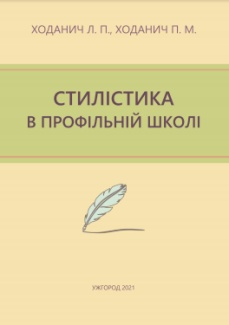 ХОДАНИЧ Л. П., ХОДАНИЧ П. М.
СТИЛІСТИКА
В ПРОФІЛЬНІЙ ШКОЛІ
УЖГОРОД 2021